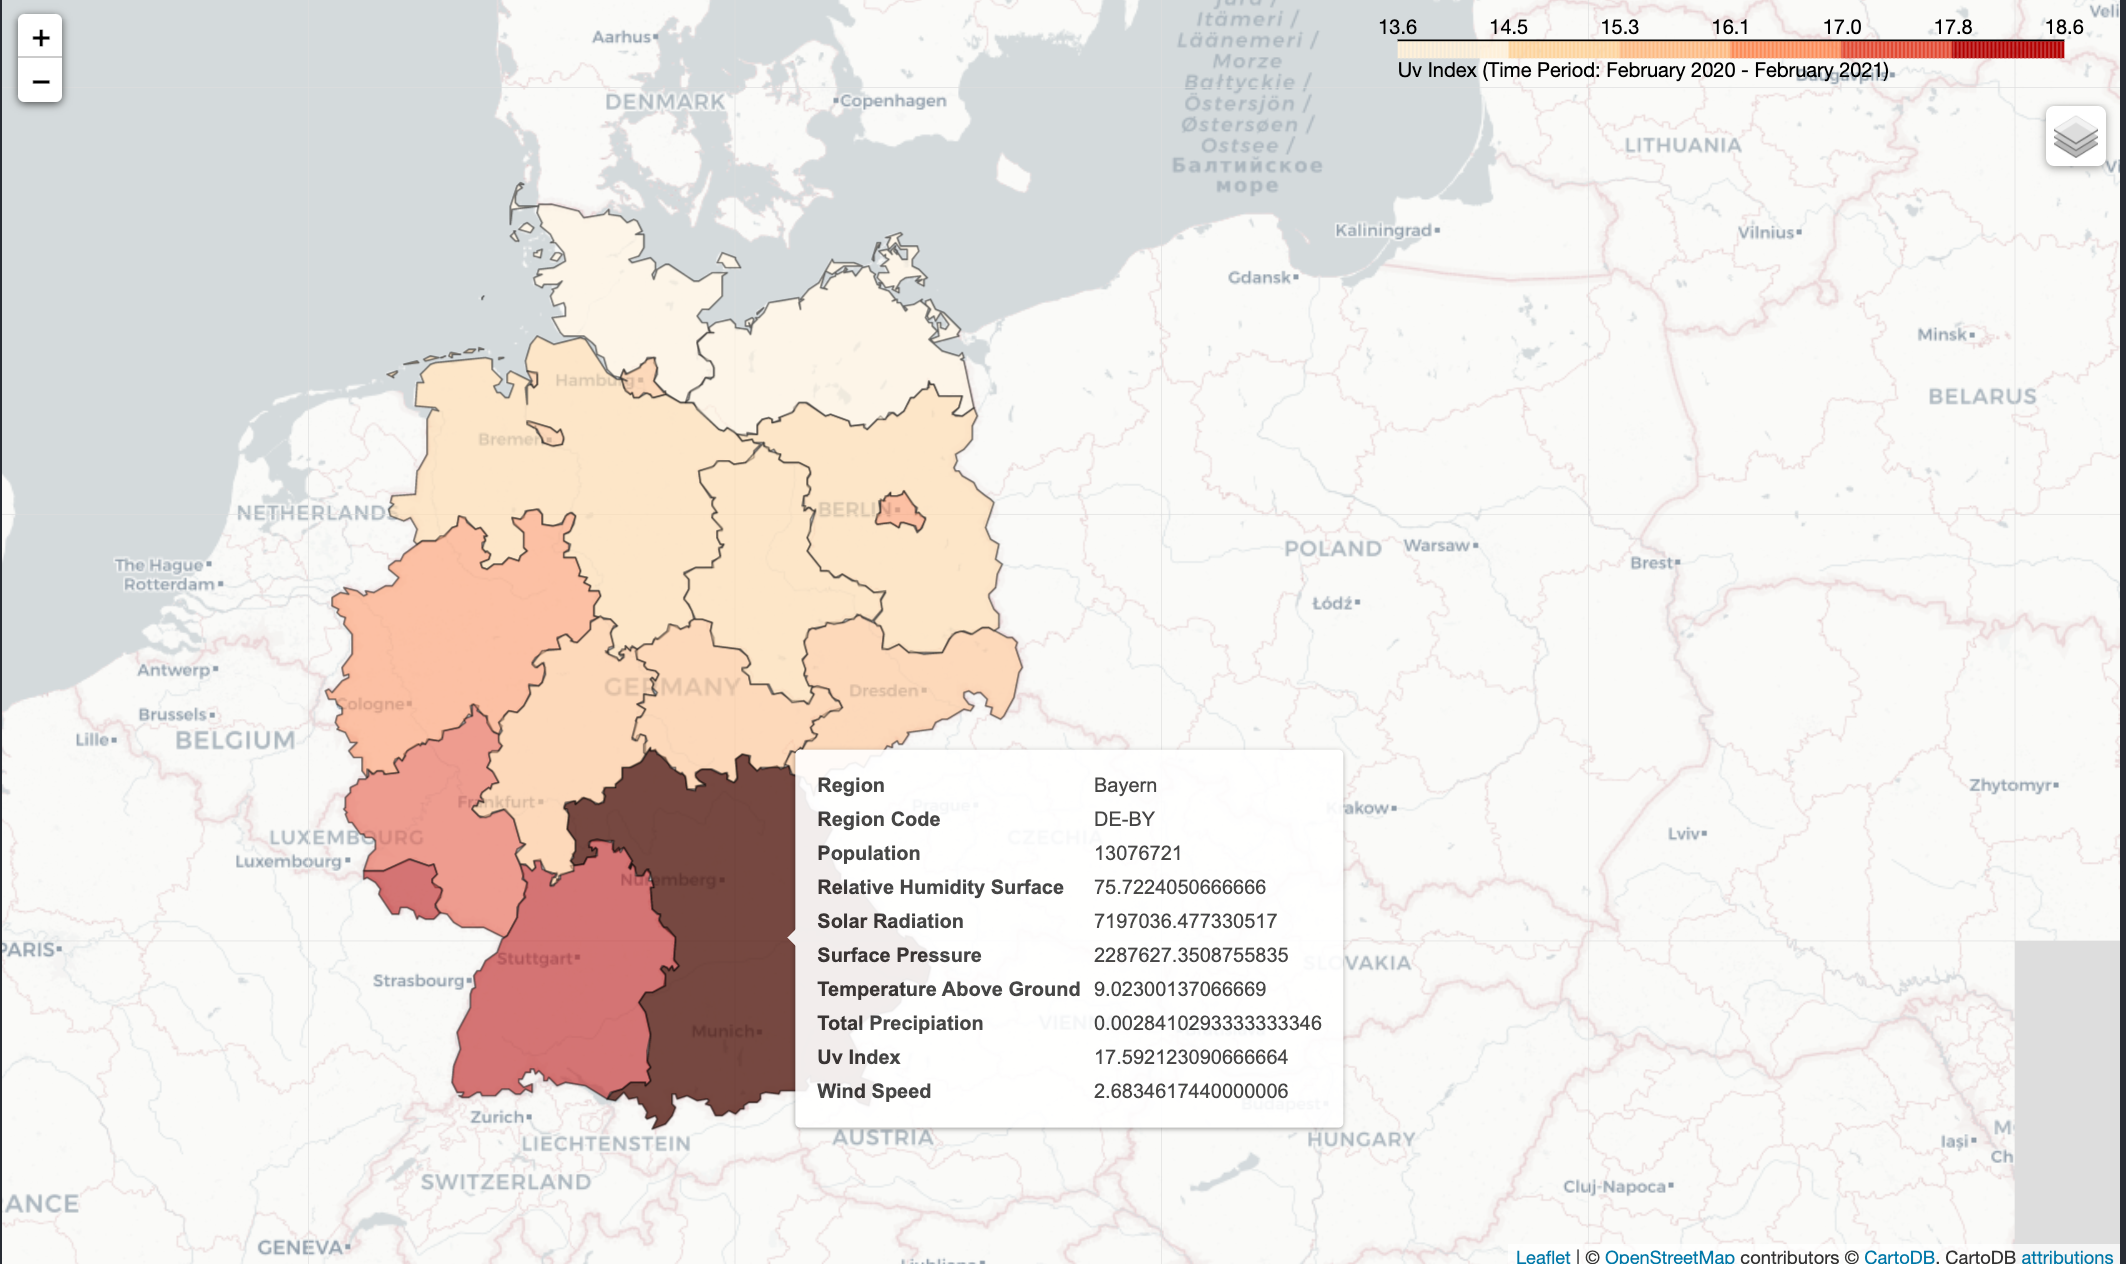 +
−
13.6 14.5 15.3 16.1 17.0 17.8 18.6
Uv Index (Time Period: February 2020 - February 2021)
Itämeri /
Läänemeri /
Morze
Bałtyckie /
Östersjön /
Østersøen /
Ostsee /
Балтийское
море
Aarhus
DENMARK
Copenhagen
LITHUANIA
Kaliningrad
Vilnius
Gdansk
Minsk
BELARUS
Hamburg
Bremen
BERLIN
NETHERLANDS
POLAND
Warsaw
Brest
The Hague
Rotterdam
Łódź
Antwerp
GERMANY
Dresden
Cologne
Brussels
Lille
BELGIUM
Zhytomyr
Frankfurt
Prague
Krakow
CZECHIA
Lviv
LUXEMBOURG
Luxembourg
Nuremberg
PARIS
Stuttgart
SLOVAKIA
Strasbourg
Munich
Region Bayern
Region Code DE-BY
Population 13076721
Relative Humidity Surface 75.7224050666666
Solar Radiation 7197036.477330517
Surface Pressure 2287627.3508755835
Temperature Above Ground 9.02300137066669
Total Precipiation 0.0028410293333333346
Uv Index 17.592123090666664
Wind Speed 2.6834617440000006
Budapest
Zurich
LIECHTENSTEIN
AUSTRIA
HUNGARY
Iași
SWITZERLAND
Cluj-Napoca
ANCE
GENEVA
Leaflet | © OpenStreetMap contributors © CartoDB, CartoDB attributions